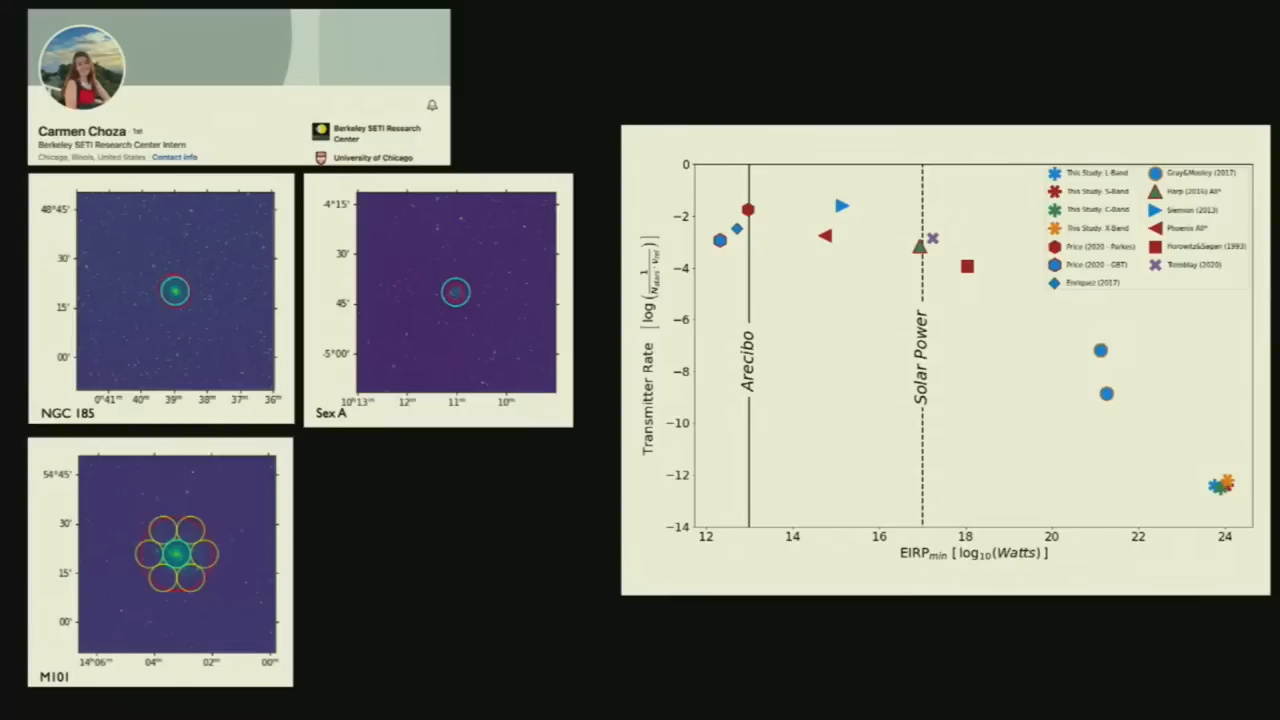 Carmen Choza · 1st
Berkeley SETI Research Center Intern
Chicago, Illinois, United States · Contact info
Berkeley SETI Research
Center
University of Chicago
48°45'
30'
15'
00'
0ʰ41ᵐ 40ᵐ 39ᵐ 38ᵐ 37ᵐ 36ᵐ
NGC 185
4°15'
30'
45'
-5°00'
10ʰ13ᵐ 12ᵐ 11ᵐ 10ᵐ
Sex A
54°45'
30'
15'
00'
14ʰ06ᵐ 04ᵐ 02ᵐ 00ᵐ
M101
Transmitter Rate
0
−2
−4
−6
−8
−10
−12
−14
12 14 16 18 20 22 24
EIRPmin [ log10(Watts) ]
Arecibo
Solar Power
This Study: L-Band
This Study: S-Band
This Study: C-Band
This Study: X-Band
Price (2020 - Parkes)
Price (2020 - GBT)
Enriquez (2017)
Gray&Mooley (2017)
Harp (2016) All*
Siemion (2013)
Phoenix All*
Horowitz&Sagan (1993)
Tremblay (2020)